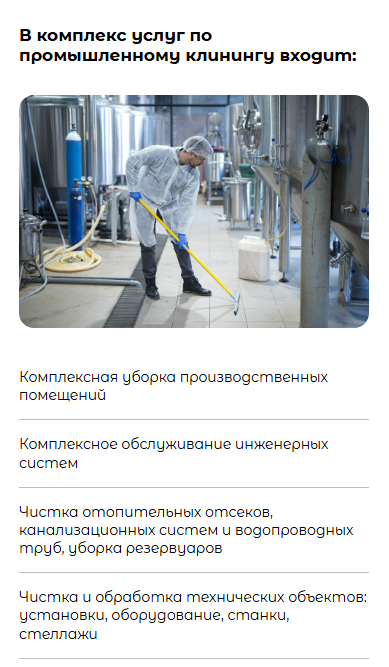 В комплекс услуг по
промышленному клинингу входит:
Комплексная уборка производственных
помещений
Комплексное обслуживание инженерных
систем
Чистка отопительных отсеков,
канализационных систем и водопроводных
труб, уборка резервуаров
Чистка и обработка технических объектов:
установки, оборудование, станки,
стеллажи